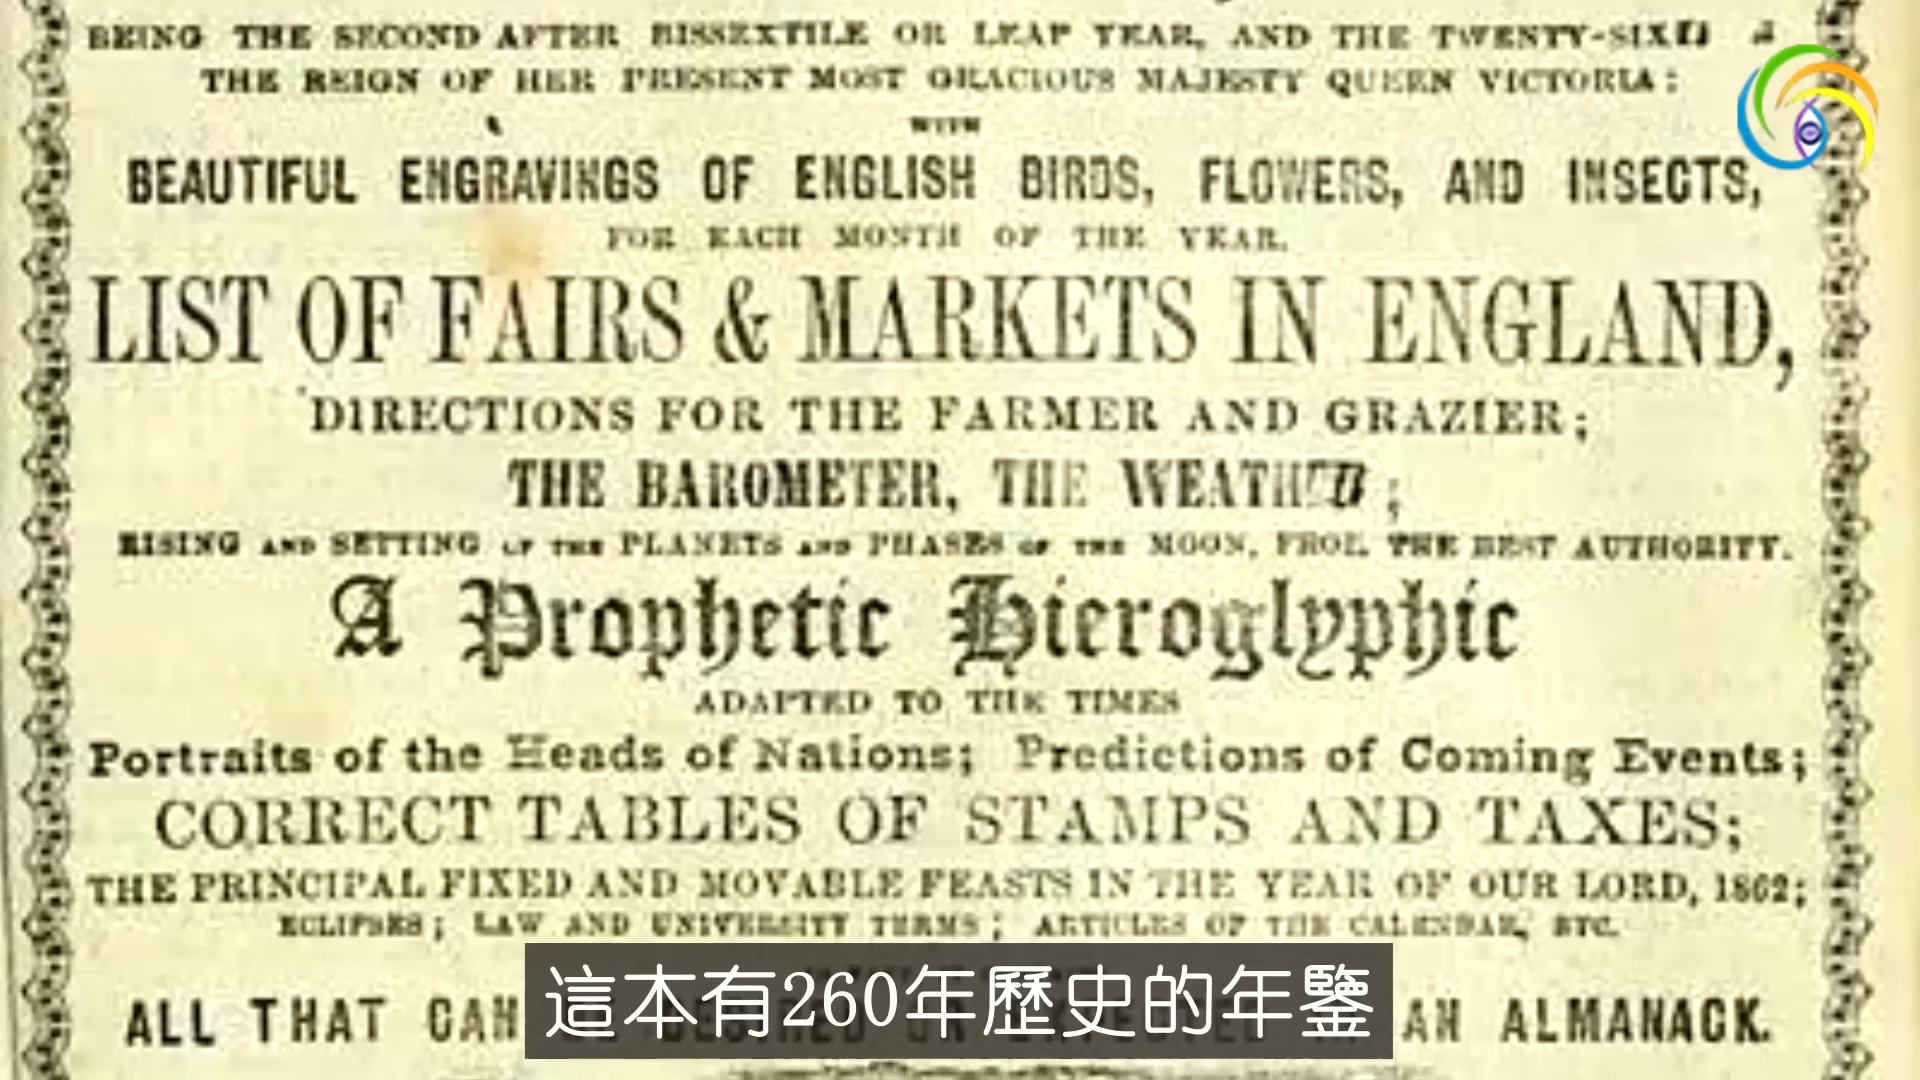 BEING THE SECOND AFTER BISSEXTILE OR LEAP YEAR, AND THE TWENTY-SIXTH
THE REIGN OF HER PRESENT MOST GRACIOUS MAJESTY QUEEN VICTORIA:
WITH
BEAUTIFUL ENGRAVINGS OF ENGLISH BIRDS, FLOWERS, AND INSECTS,
FOR EACH MONTH OF THE YEAR.
LIST OF FAIRS & MARKETS IN ENGLAND,
DIRECTIONS FOR THE FARMER AND GRAZIER;
THE BAROMETER, THE WEATHER;
RISING AND SETTING OF THE PLANETS AND PHASES OF THE MOON, FROM THE BEST AUTHORITY.
A Prophetic Hieroglyphic
ADAPTED TO THE TIMES
Portraits of the Heads of Nations; Predictions of Coming Events;
CORRECT TABLES OF STAMPS AND TAXES;
THE PRINCIPAL FIXED AND MOVABLE FEASTS IN THE YEAR OF OUR LORD, 1862;
ECLIPSES; LAW AND UNIVERSITY TERMS; ARTICLES OF THE CALENDAR, ETC.
ALL THAT CAN AN ALMANACK.
這本有260年歷史的年鑒